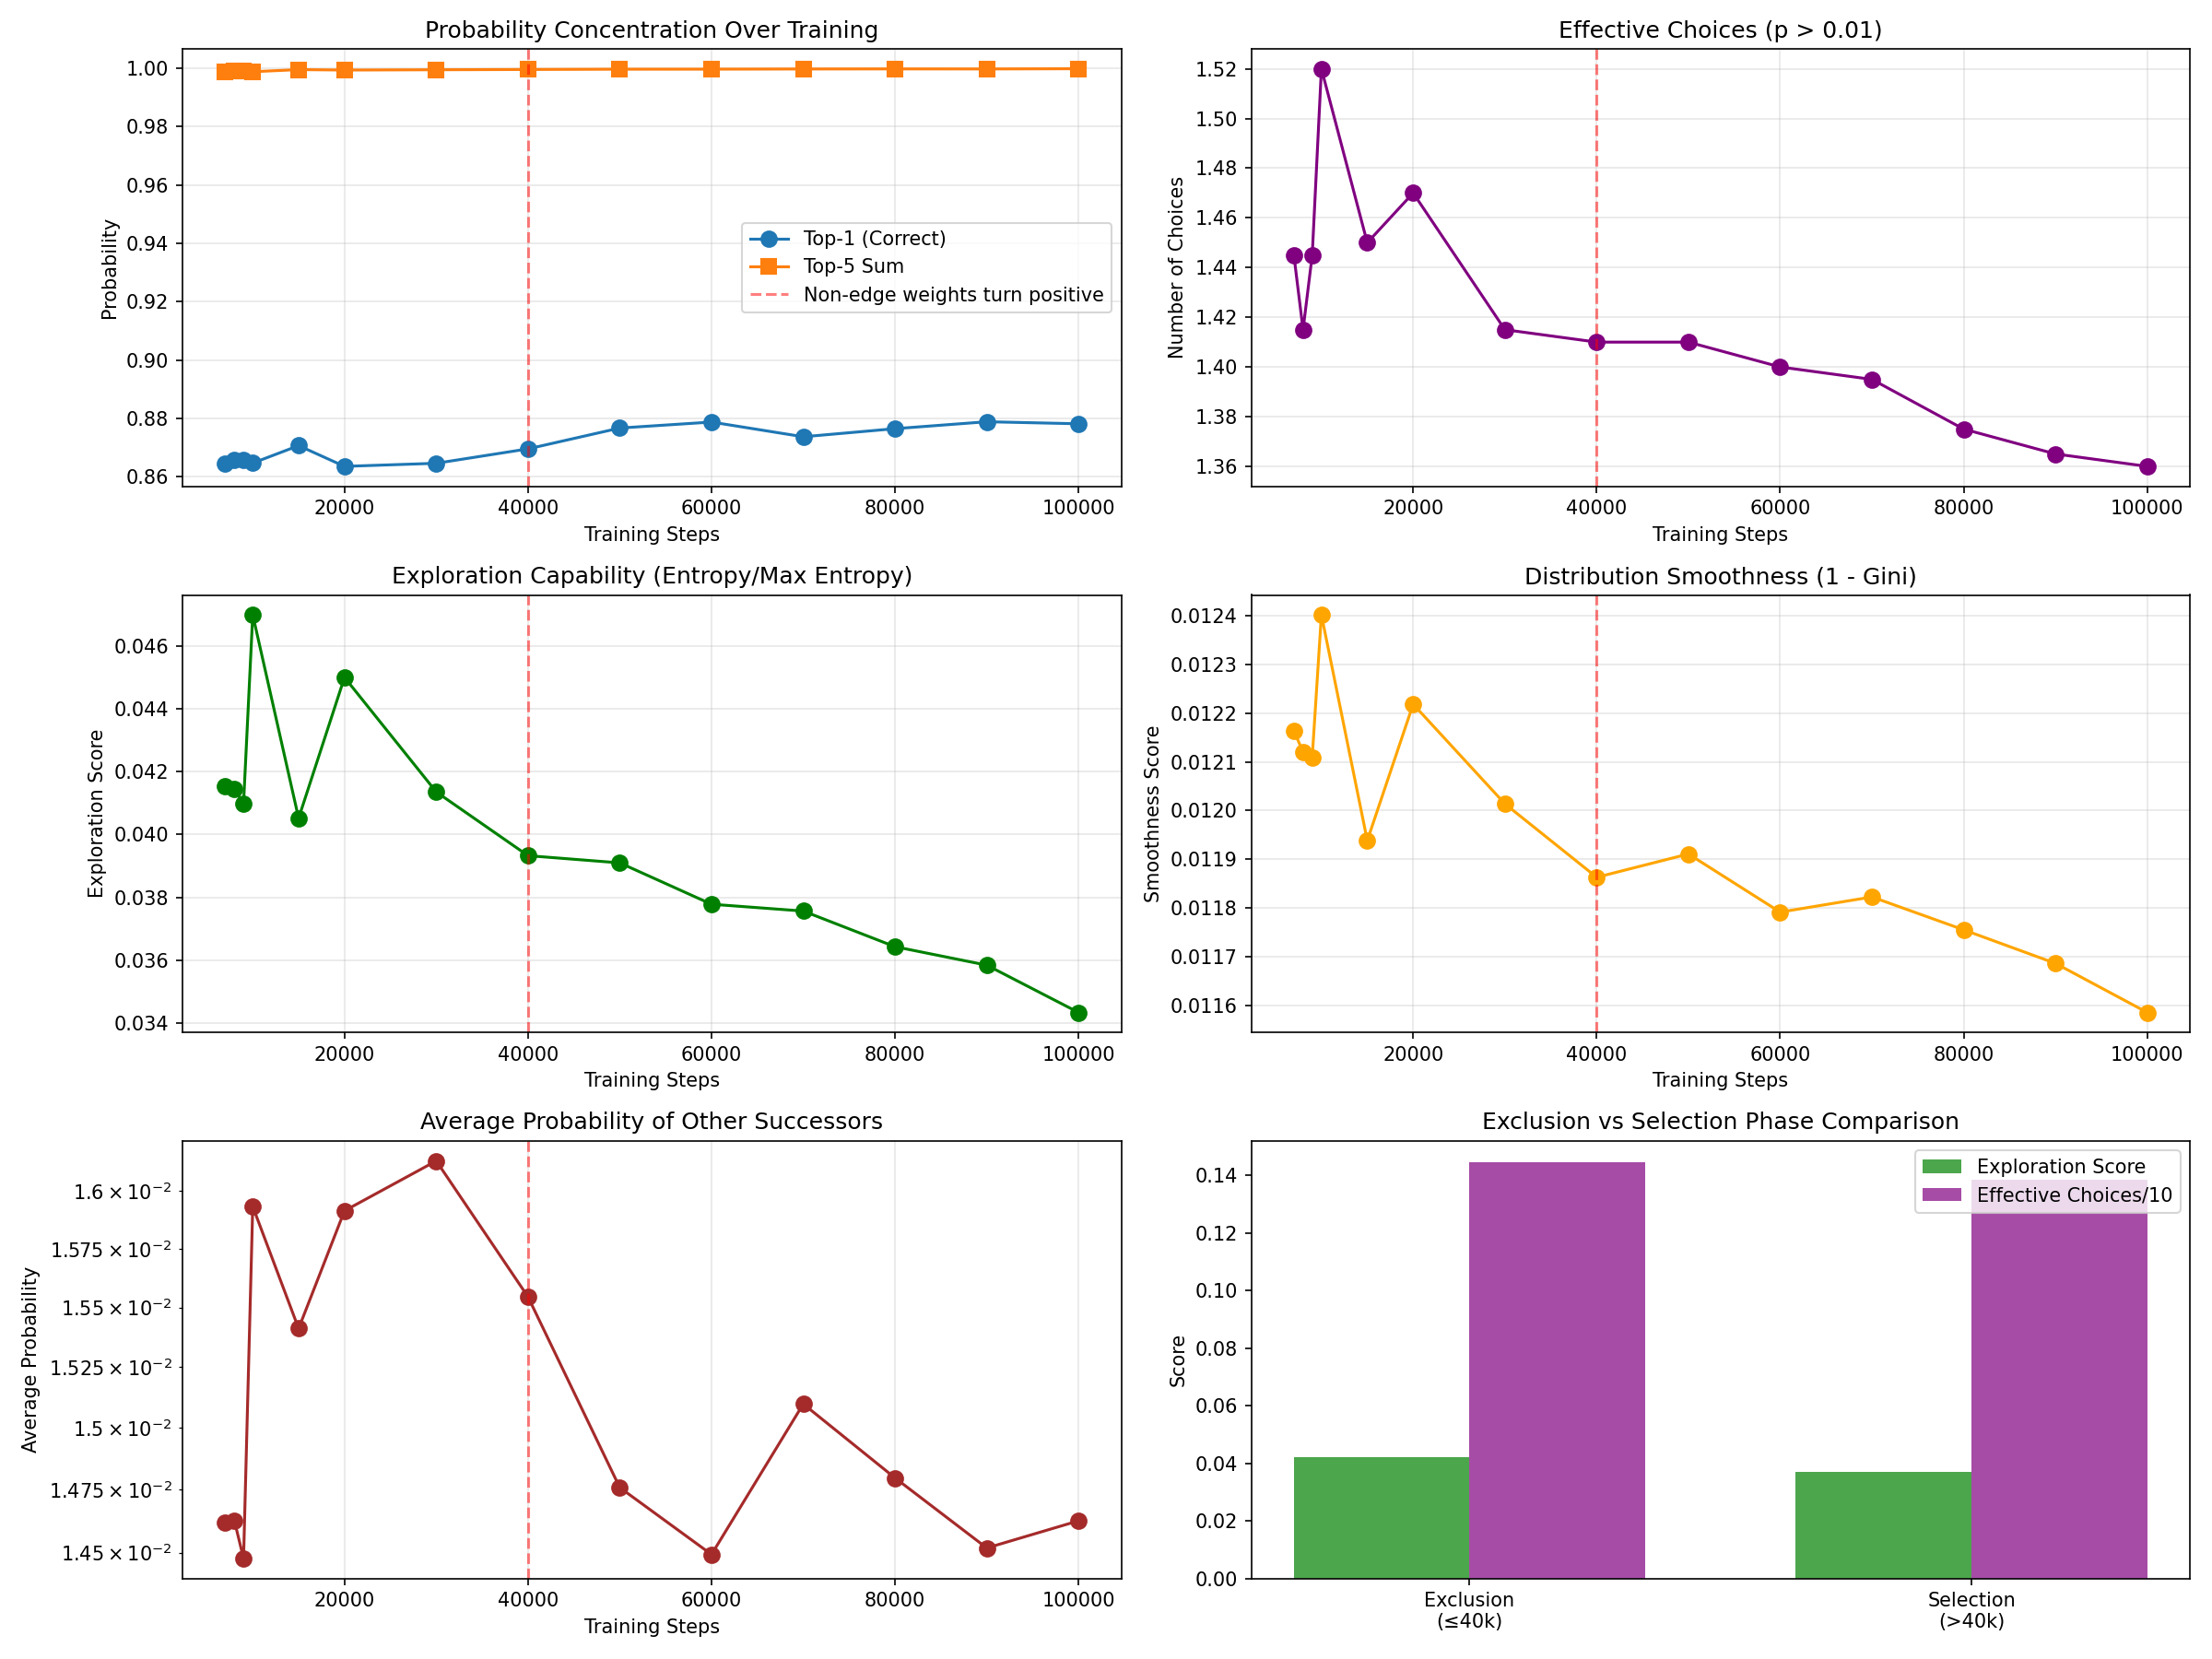 Probability Concentration Over Training
1.00
0.98
0.96
0.94
0.92
0.90
0.88
0.86
Probability
Top-1 (Correct)
Top-5 Sum
Non-edge weights turn positive
20000
40000
60000
80000
100000
Training Steps
Effective Choices (p > 0.01)
1.52
1.50
1.48
1.46
1.44
1.42
1.40
1.38
1.36
Number of Choices
20000
40000
60000
80000
100000
Training Steps
Exploration Capability (Entropy/Max Entropy)
0.046
0.044
0.042
0.040
0.038
0.036
0.034
Exploration Score
20000
40000
60000
80000
100000
Training Steps
Distribution Smoothness (1 - Gini)
0.0124
0.0123
0.0122
0.0121
0.0120
0.0119
0.0118
0.0117
0.0116
Smoothness Score
20000
40000
60000
80000
100000
Training Steps
Average Probability of Other Successors
1.6 × 10⁻²
1.575 × 10⁻²
1.55 × 10⁻²
1.525 × 10⁻²
1.5 × 10⁻²
1.475 × 10⁻²
1.45 × 10⁻²
Average Probability
20000
40000
60000
80000
100000
Training Steps
Exclusion vs Selection Phase Comparison
0.14
0.12
0.10
0.08
0.06
0.04
0.02
0.00
Score
Exploration Score
Effective Choices/10
Exclusion
(≤40k)
Selection
(>40k)